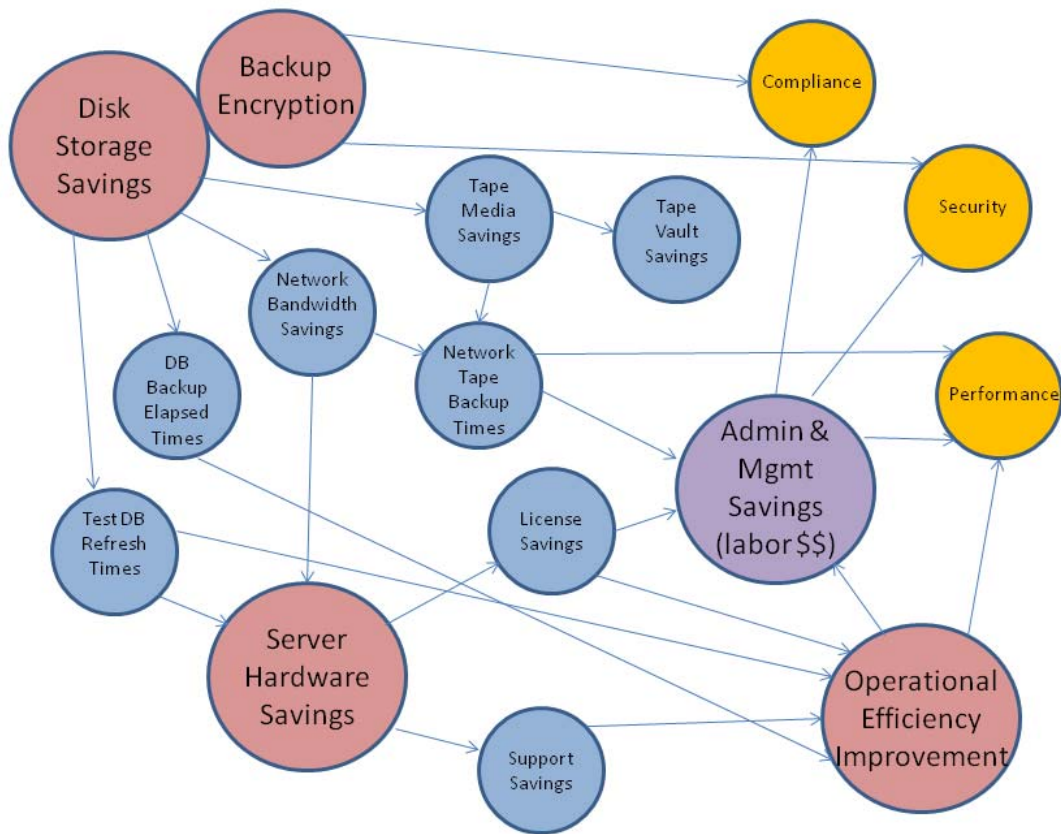 Backup
Encryption
Disk
Storage
Savings
Compliance
Tape
Media
Savings
Tape
Vault
Savings
Security
Network
Bandwidth
Savings
DB
Backup
Elapsed
Times
Network
Tape
Backup
Times
Performance
Admin &
Mgmt
Savings
(labor $$)
Test DB
Refresh
Times
License
Savings
Server
Hardware
Savings
Operational
Efficiency
Improvement
Support
Savings